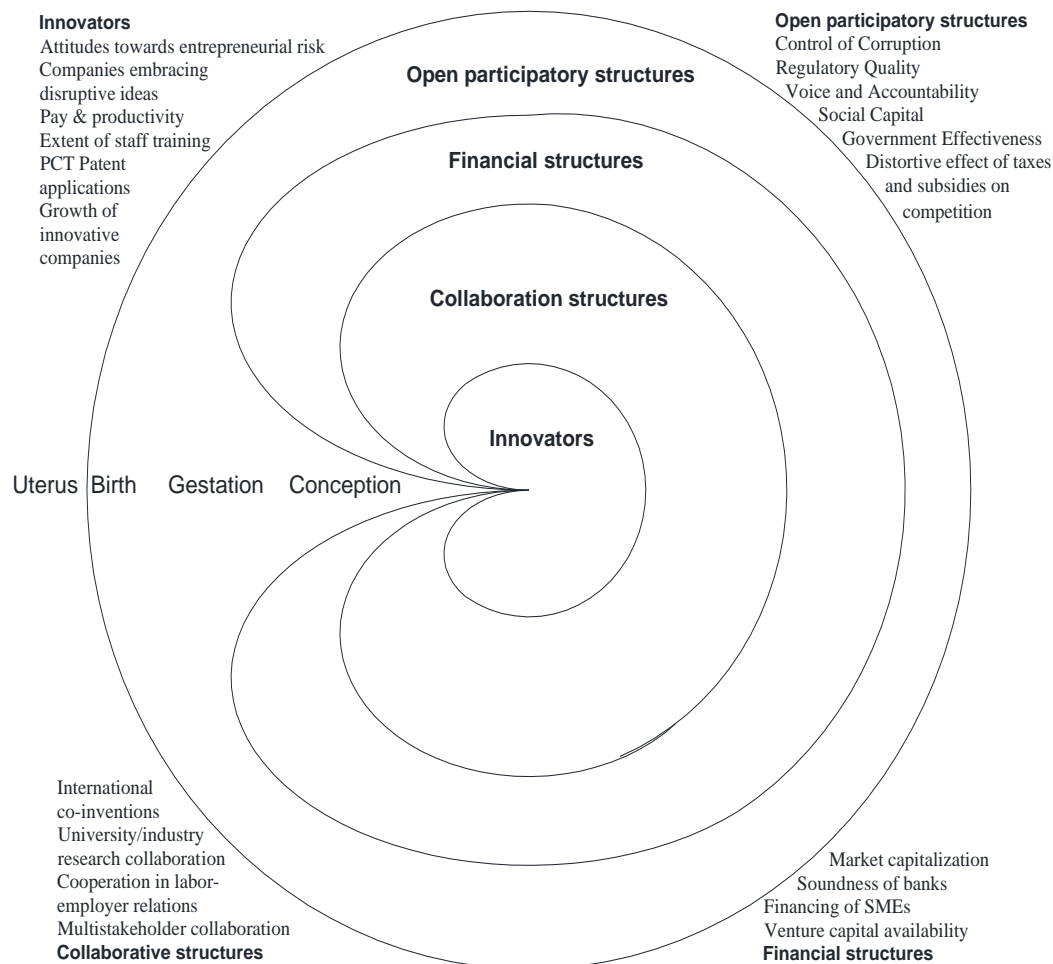 Innovators
Attitudes towards entrepreneurial risk
Companies embracing
disruptive ideas
Pay & productivity
Extent of staff training
PCT Patent
applications
Growth of
innovative
companies
Open participatory structures
Control of Corruption
Regulatory Quality
Voice and Accountability
Social Capital
Government Effectiveness
Distortive effect of taxes
and subsidies on
competition
Open participatory structures
Financial structures
Collaboration structures
Innovators
Uterus Birth Gestation Conception
International
co-inventions
University/industry
research collaboration
Cooperation in labor-
employer relations
Multistakeholder collaboration
Collaborative structures
Market capitalization
Soundness of banks
Financing of SMEs
Venture capital availability
Financial structures